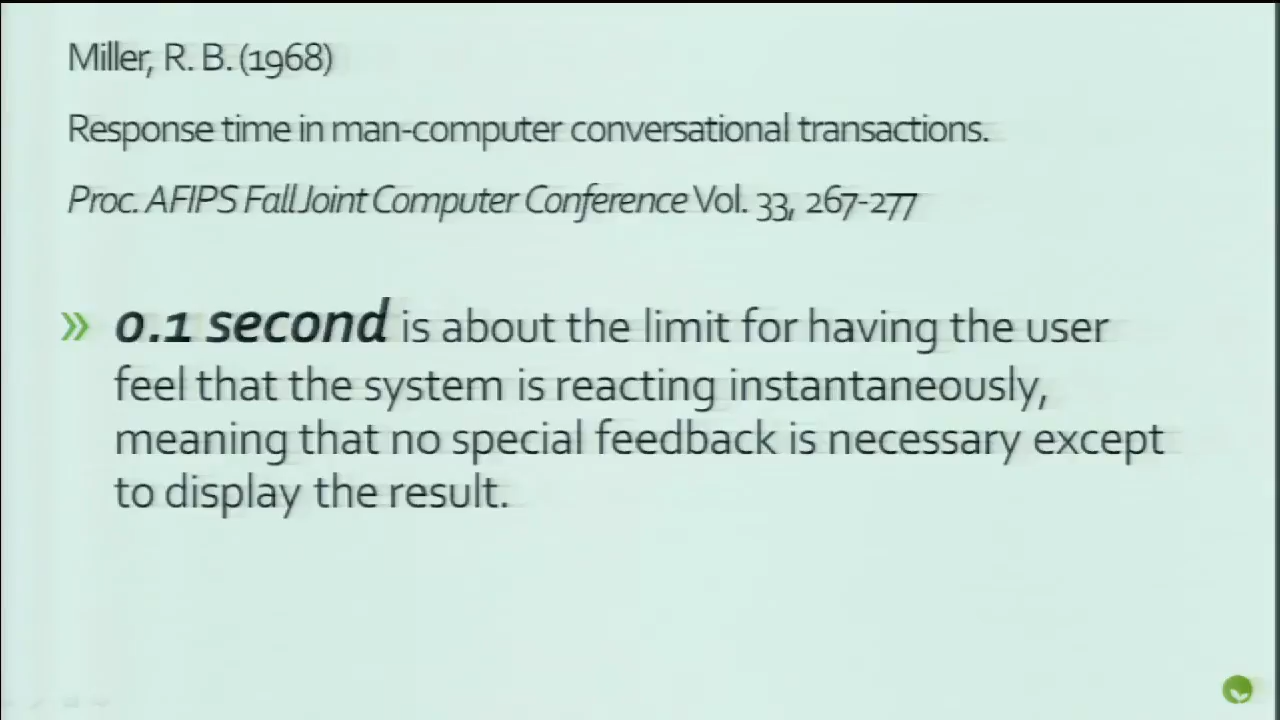 Miller, R. B. (1968)
Response time in man-computer conversational transactions.
Proc. AFIPS Fall Joint Computer Conference Vol. 33, 267-277
» 0.1 second is about the limit for having the user
feel that the system is reacting instantaneously,
meaning that no special feedback is necessary except
to display the result.